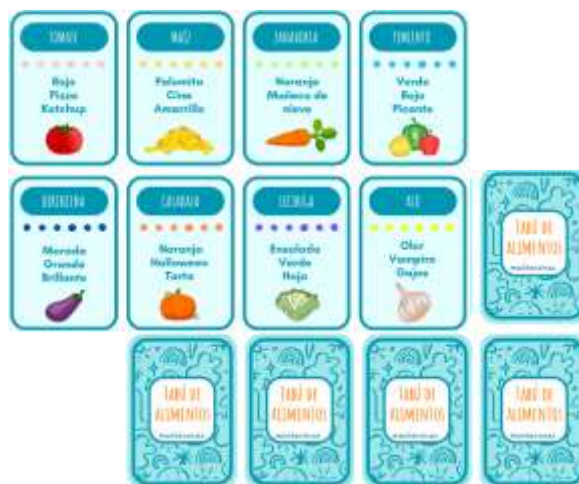 TOMATE
MAÍZ
ZANAHORIA
PIMIENTO
Rojo
Pizza
Ketchup
Palomita
Cine
Amarrillo
Naranja
Muñeco de
nieve
Verde
Rojo
Picante
BERENJENA
CALABAZA
LECHUGA
AJO
Morado
Grande
Brillante
Naranja
Halloween
Tarta
Ensalada
Verde
Hoja
Olor
Vampiro
Gajos
TABÚ DE
ALIMENTOS
TABÚ DE
ALIMENTOS
TABÚ DE
ALIMENTOS
TABÚ DE
ALIMENTOS
TABÚ DE
ALIMENTOS